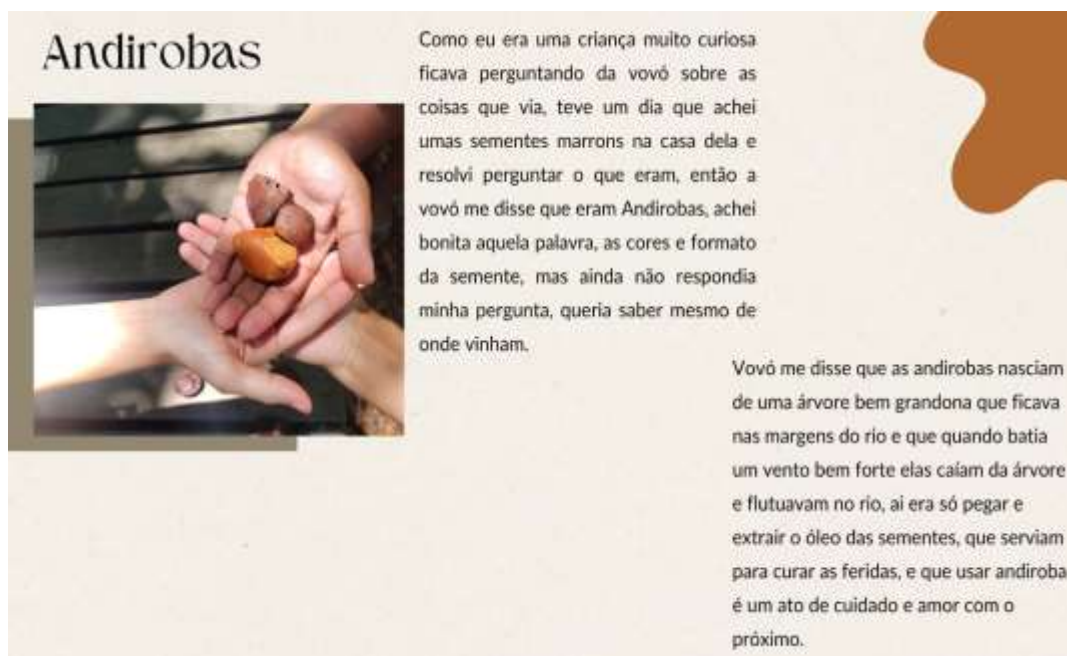 Andirobas
Como eu era uma criança muito curiosa
ficava perguntando da vovó sobre as
coisas que via, teve um dia que achei
umas sementes marrons na casa dela e
resolvi perguntar o que eram, então a
vovó me disse que eram Andirobas, achei
bonita aquela palavra, as cores e formato
da semente, mas ainda não respondia
minha pergunta, queria saber mesmo de
onde vinham.
Vovó me disse que as andirobas nasciam
de uma árvore bem grandona que ficava
nas margens do rio e que quando batia
um vento bem forte elas caíam da árvore
e flutuavam no rio, ai era só pegar e
extrair o óleo das sementes, que serviam
para curar as feridas, e que usar andiroba
é um ato de cuidado e amor com o
próximo.